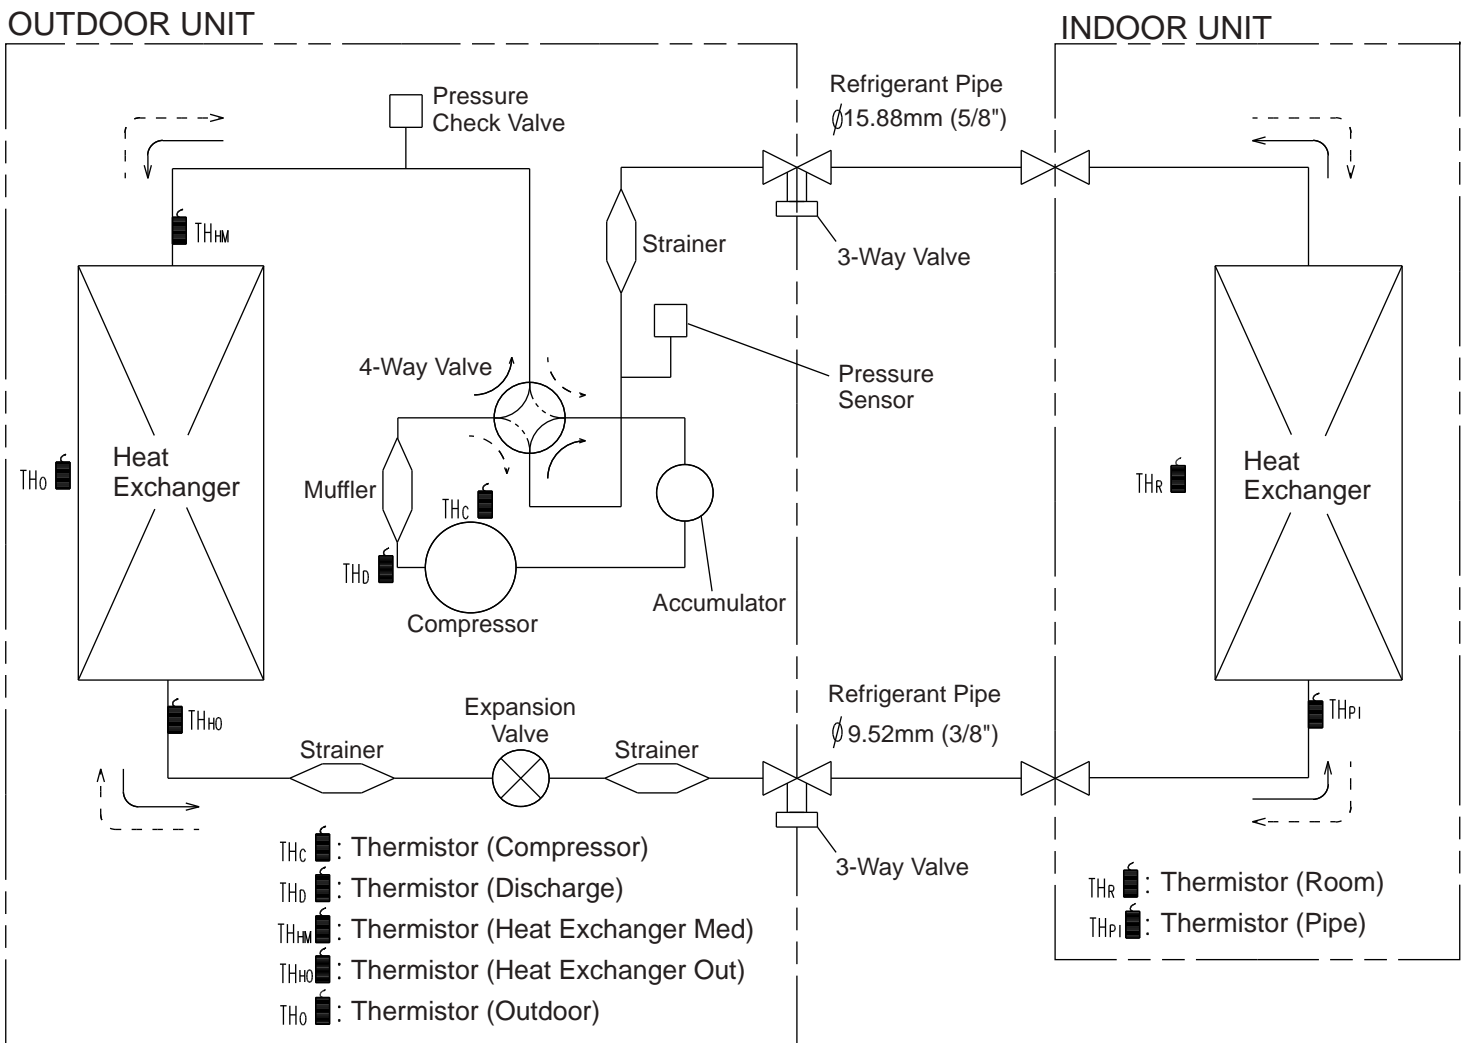 OUTDOOR UNIT
INDOOR UNIT
Pressure
Check Valve
Refrigerant Pipe
∅15.88mm (5/8")
THHM
Strainer
3-Way Valve
4-Way Valve
Pressure
Sensor
Heat
Exchanger
THO
Muffler
THC
THR
Heat
Exchanger
THD
Accumulator
Compressor
THHO
Expansion
Valve
Strainer
Strainer
Refrigerant Pipe
∅9.52mm (3/8")
THPI
3-Way Valve
THC : Thermistor (Compressor)
THD : Thermistor (Discharge)
THHM : Thermistor (Heat Exchanger Med)
THHO : Thermistor (Heat Exchanger Out)
THO : Thermistor (Outdoor)
THR : Thermistor (Room)
THPI : Thermistor (Pipe)